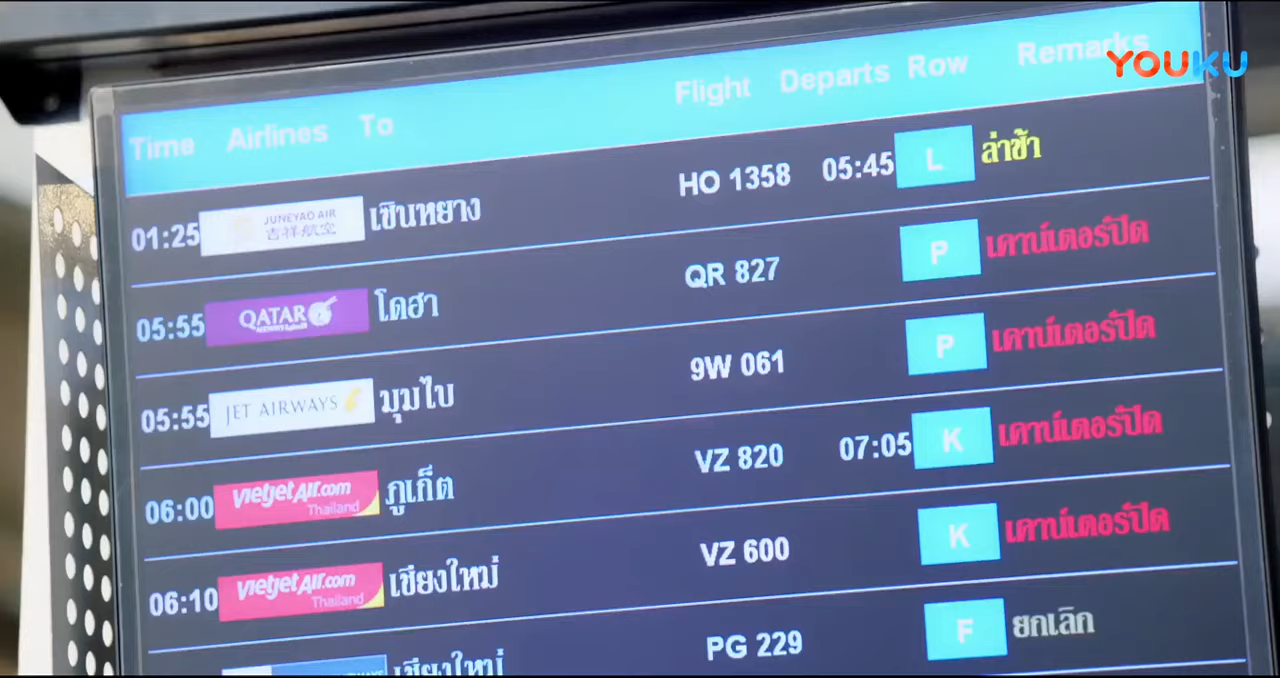 YOUKU
Time Airlines To Flight Departs Row Remarks
01:25 JUNEYAO AIR 吉祥航空 เซินหยาง HO 1358 05:45 L ล่าช้า
05:55 QATAR AIRWAYS โดฮา QR 827 P เคาน์เตอร์ปิด
05:55 JET AIRWAYS มุมไบ 9W 061 P เคาน์เตอร์ปิด
06:00 vietjetAir.com Thailand ภูเก็ต VZ 820 07:05 K เคาน์เตอร์ปิด
06:10 vietjetAir.com Thailand เชียงใหม่ VZ 600 K เคาน์เตอร์ปิด
เชียงใหม่ PG 229 F ยกเลิก